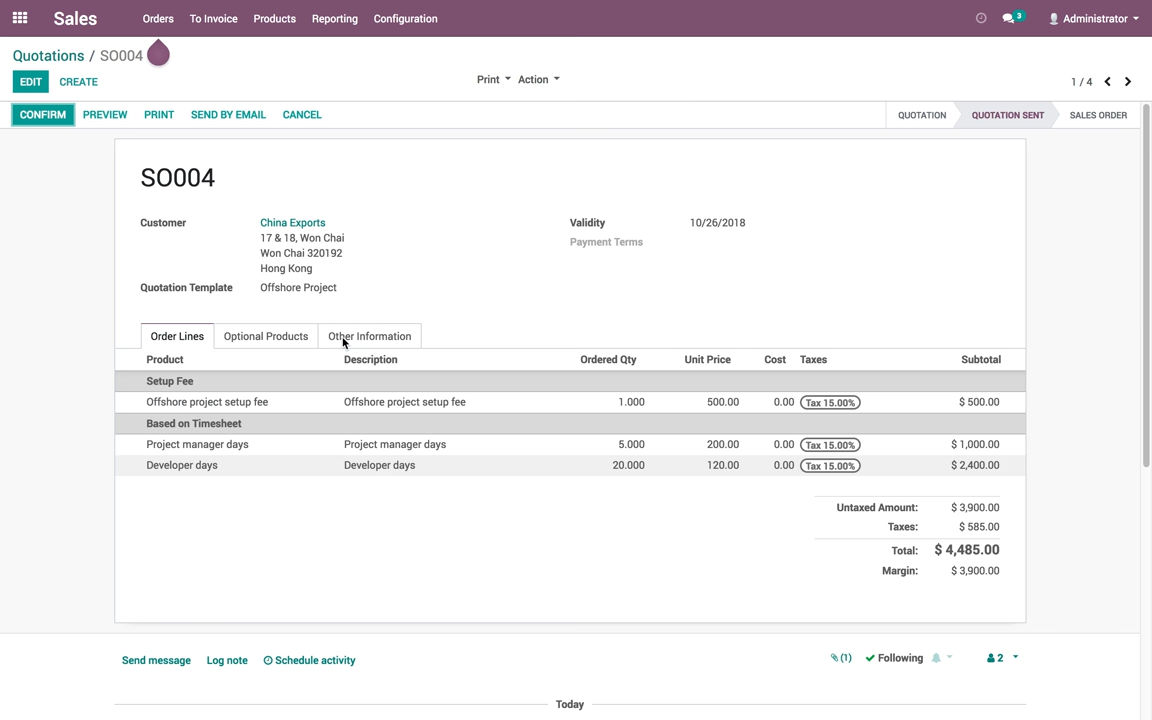 Sales Orders To Invoice Products Reporting Configuration 3 Administrator
Quotations / SO004
EDIT CREATE Print Action 1 / 4
CONFIRM PREVIEW PRINT SEND BY EMAIL CANCEL QUOTATION QUOTATION SENT SALES ORDER
SO004
Customer China Exports Validity 10/26/2018
17 & 18, Won Chai Payment Terms
Won Chai 320192
Hong Kong
Quotation Template Offshore Project
Order Lines Optional Products Other Information
Product Description Ordered Qty Unit Price Cost Taxes Subtotal
Setup Fee
Offshore project setup fee Offshore project setup fee 1.000 500.00 0.00 Tax 15.00% $ 500.00
Based on Timesheet
Project manager days Project manager days 5.000 200.00 0.00 Tax 15.00% $ 1,000.00
Developer days Developer days 20.000 120.00 0.00 Tax 15.00% $ 2,400.00
Untaxed Amount: $ 3,900.00
Taxes: $ 585.00
Total: $ 4,485.00
Margin: $ 3,900.00
Send message Log note Schedule activity (1) Following 2
Today